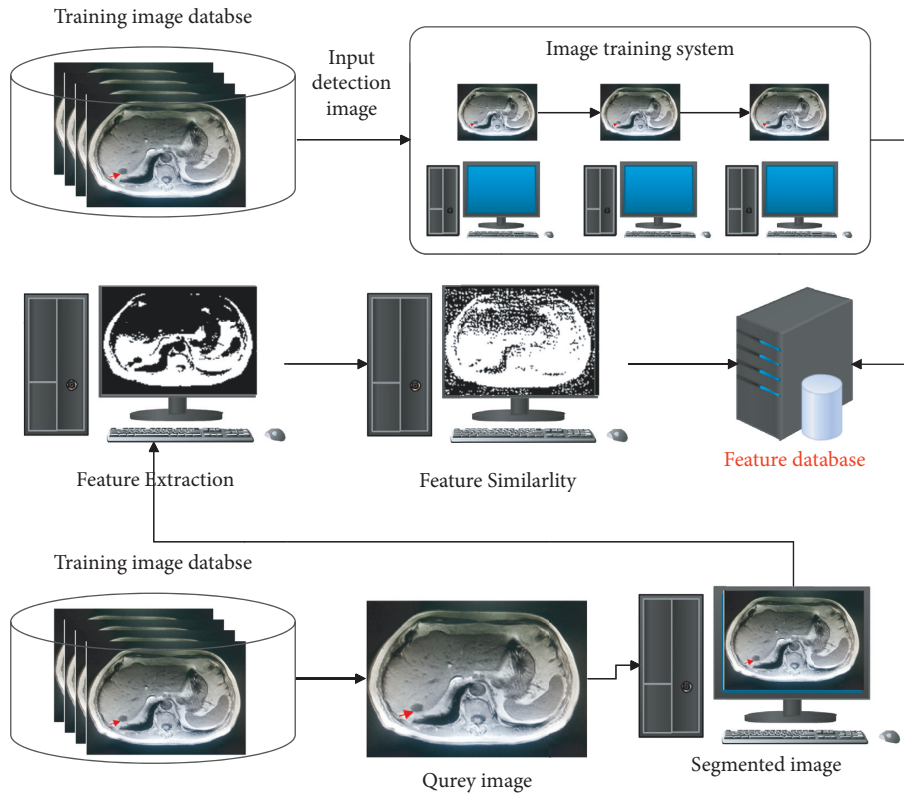 Training image databse
Input
detection
image
Image training system
Feature Extraction
Feature Similarlity
Feature database
Training image databse
Qurey image
Segmented image